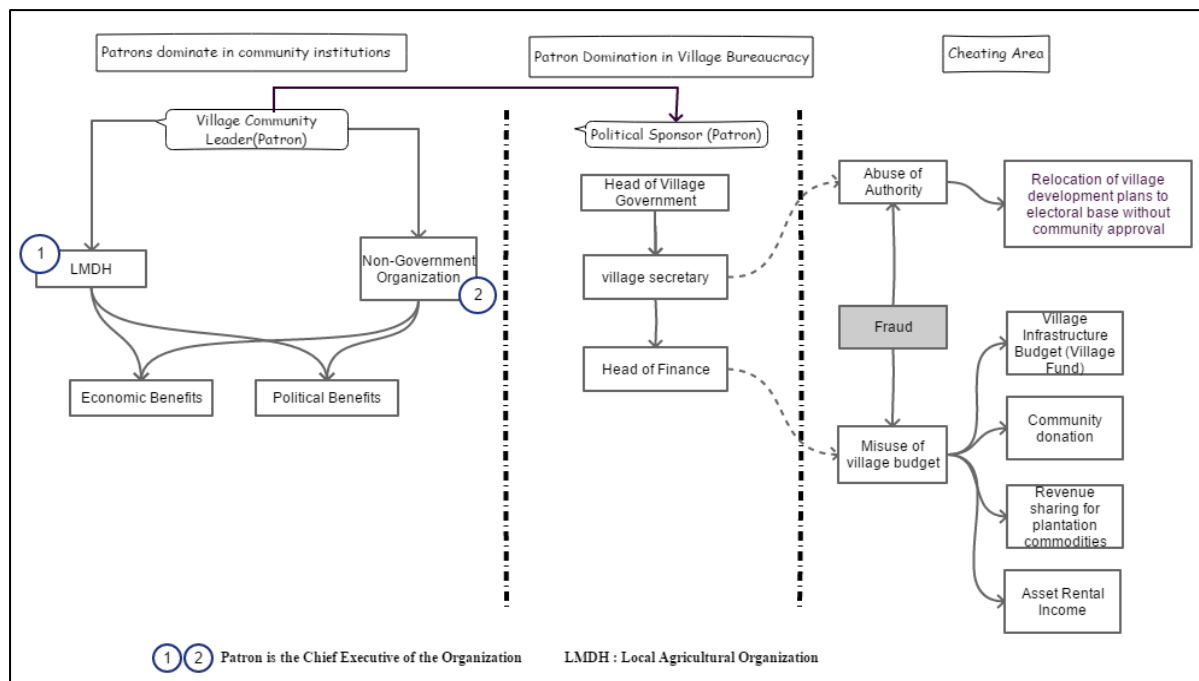 Patrons dominate in community institutions
Patron Domination in Village Bureaucracy
Cheating Area
Village Community
Leader(Patron)
Political Sponsor (Patron)
Head of Village
Government
Abuse of
Authority
Relocation of village
development plans to
electoral base without
community approval
1
LMDH
Non-Government
Organization
2
village secretary
Fraud
Village
Infrastructure
Budget (Village
Fund)
Economic Benefits
Political Benefits
Head of Finance
Misuse of
village budget
Community
donation
Revenue
sharing for
plantation
commodities
Asset Rental
Income
1 2 Patron is the Chief Executive of the Organization
LMDH : Local Agricultural Organization